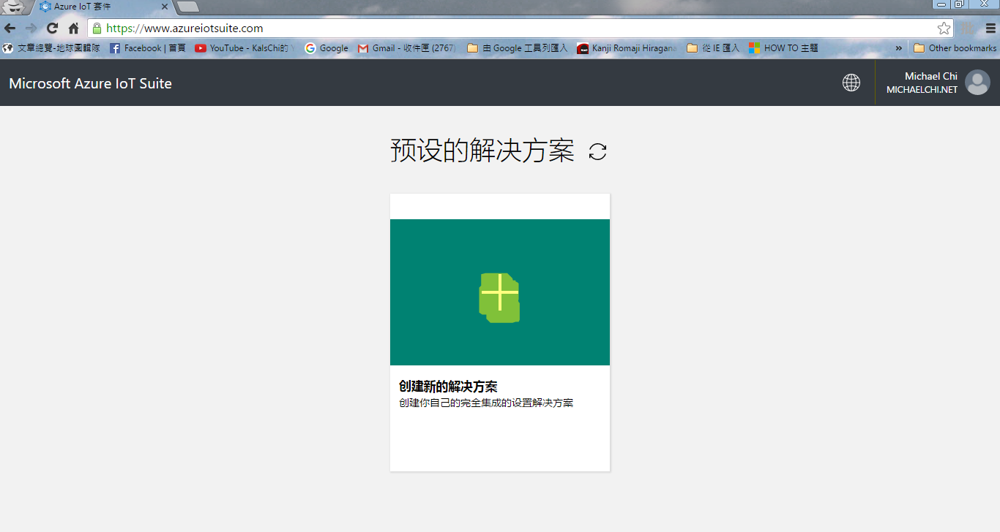 Azure IoT 套件
https://www.azureiotsuite.com
文章總覽-地球圖輯隊 Facebook | 首頁 YouTube - KalsChi的 Google Gmail - 收件匣 (2767) 由 Google 工具列匯入 Kanji Romaji Hiragana 從 IE 匯入 HOW TO 主題 » Other bookmarks
Microsoft Azure IoT Suite
Michael Chi
MICHAELCHI.NET
预设的解决方案
创建新的解决方案
创建你自己的完全集成的设置解决方案